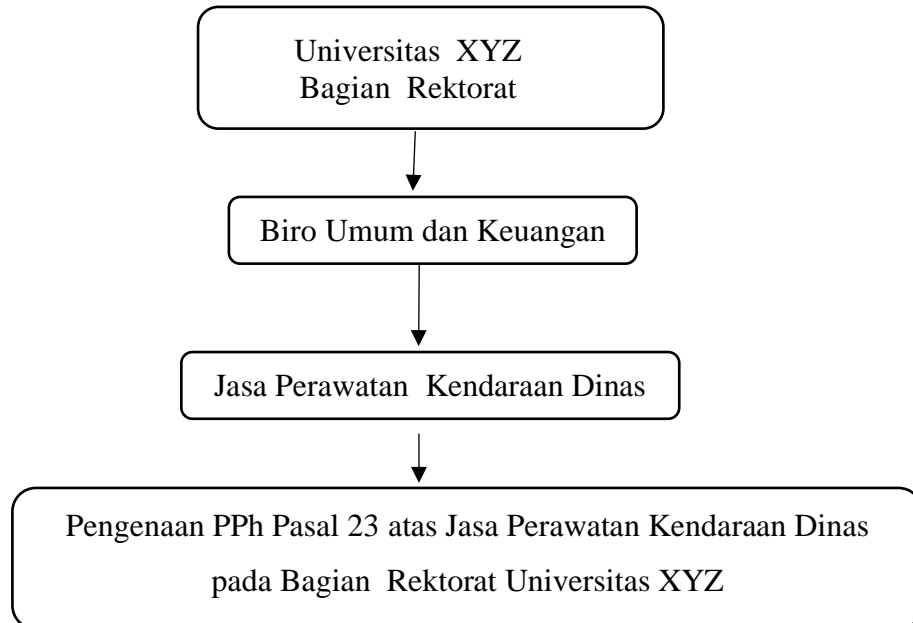 Universitas XYZ
Bagian Rektorat
Biro Umum dan Keuangan
Jasa Perawatan Kendaraan Dinas
Pengenaan PPh Pasal 23 atas Jasa Perawatan Kendaraan Dinas
pada Bagian Rektorat Universitas XYZ